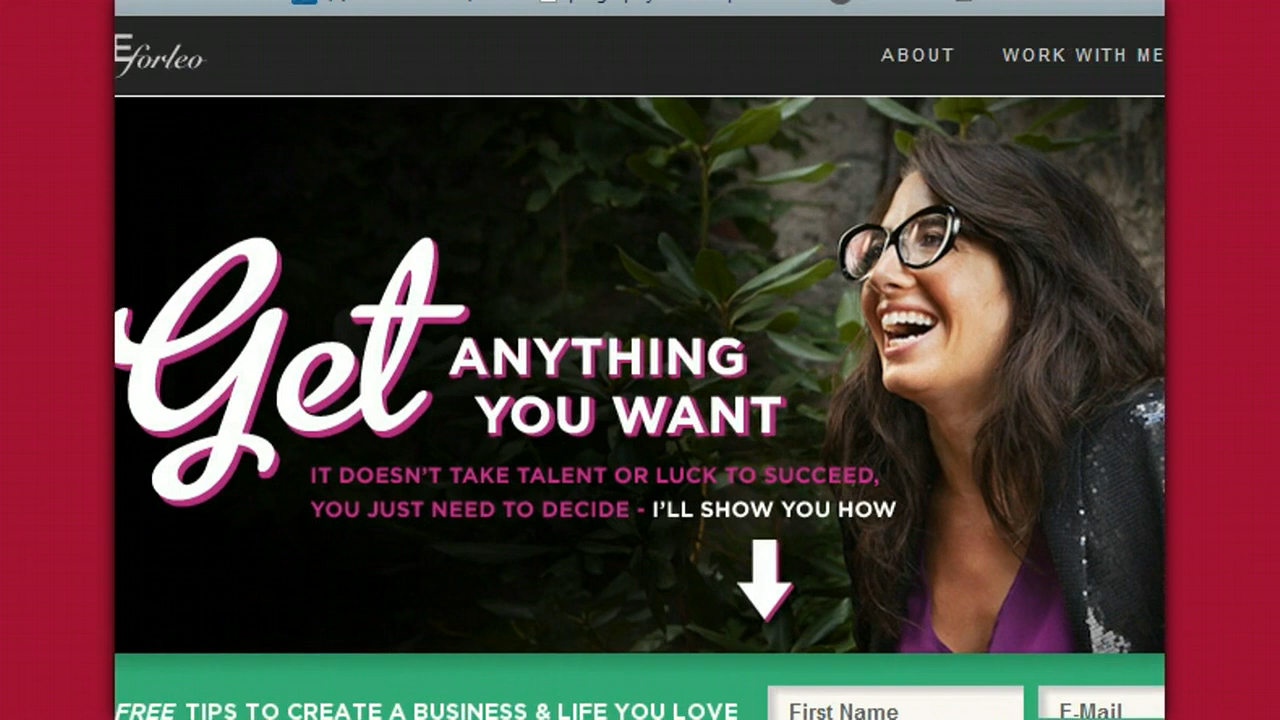 Eforleo
ABOUT
WORK WITH ME
Get
ANYTHING
YOU WANT
IT DOESN'T TAKE TALENT OR LUCK TO SUCCEED,
YOU JUST NEED TO DECIDE - I'LL SHOW YOU HOW
FREE TIPS TO CREATE A BUSINESS & LIFE YOU LOVE
First Name
E-Mail